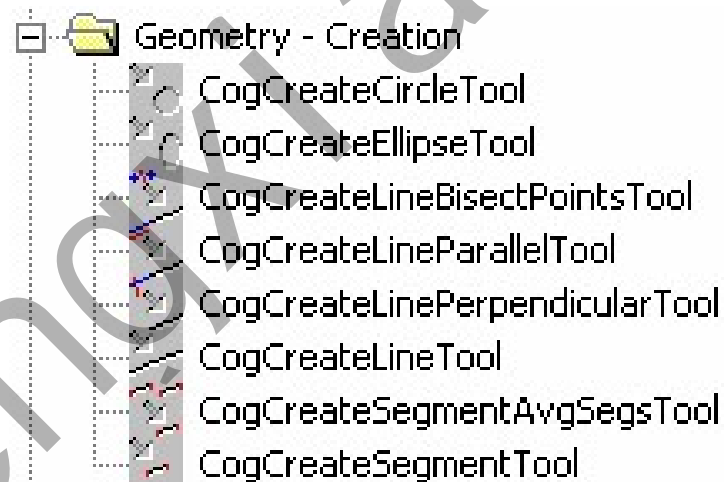 Geometry - Creation
CogCreateCircleTool
CogCreateEllipseTool
CogCreateLineBisectPointsTool
CogCreateLineParallelTool
CogCreateLinePerpendicularTool
CogCreateLineTool
CogCreateSegmentAvgSegsTool
CogCreateSegmentTool